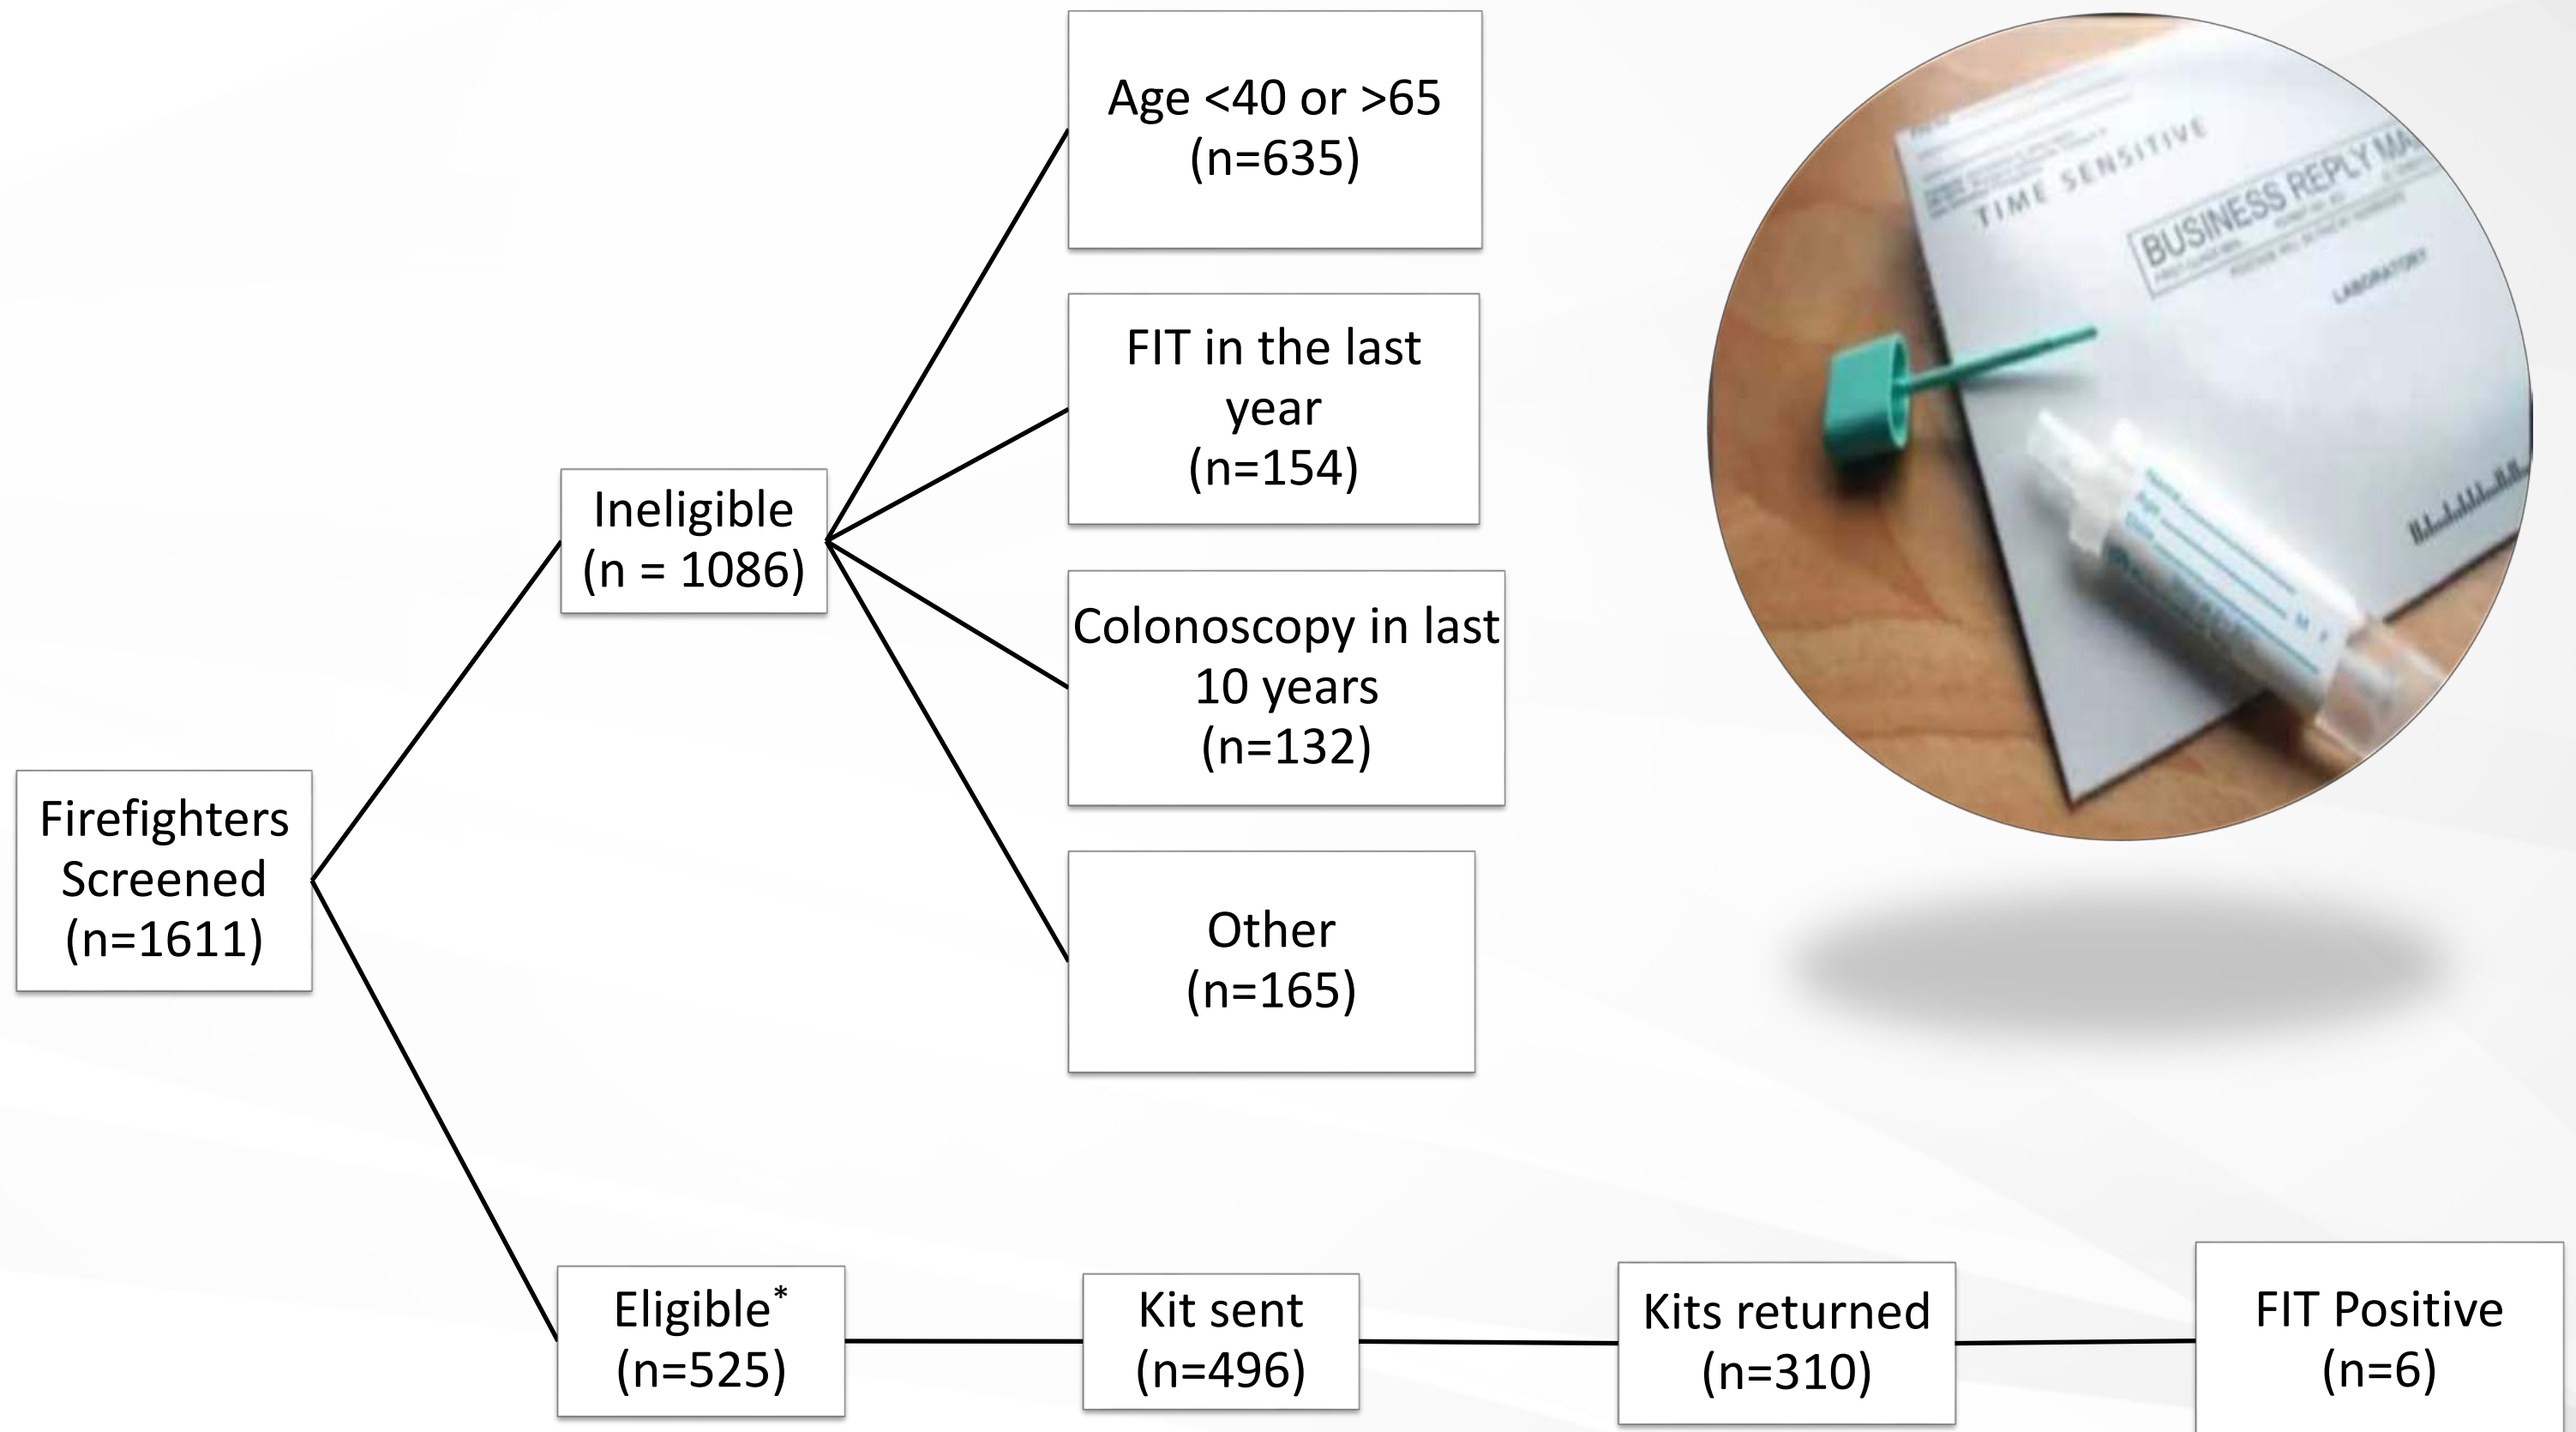 Age <40 or >65
(n=635)
FIT in the last
year
(n=154)
Ineligible
(n = 1086)
Colonoscopy in last
10 years
(n=132)
Firefighters
Screened
(n=1611)
Other
(n=165)
Eligible*
(n=525)
Kit sent
(n=496)
Kits returned
(n=310)
FIT Positive
(n=6)
TIME SENSITIVE
BUSINESS REPLY
LABORATORY
M F